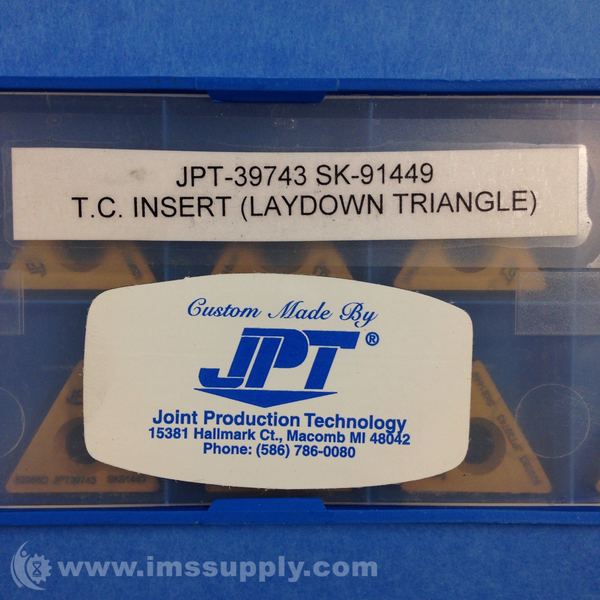 JPT-39743 SK-91449
T.C. INSERT (LAYDOWN TRIANGLE)
Custom Made By
JPT®
Joint Production Technology
15381 Hallmark Ct., Macomb MI 48042
Phone: (586) 786-0080
JPT39743
www.imssupply.com